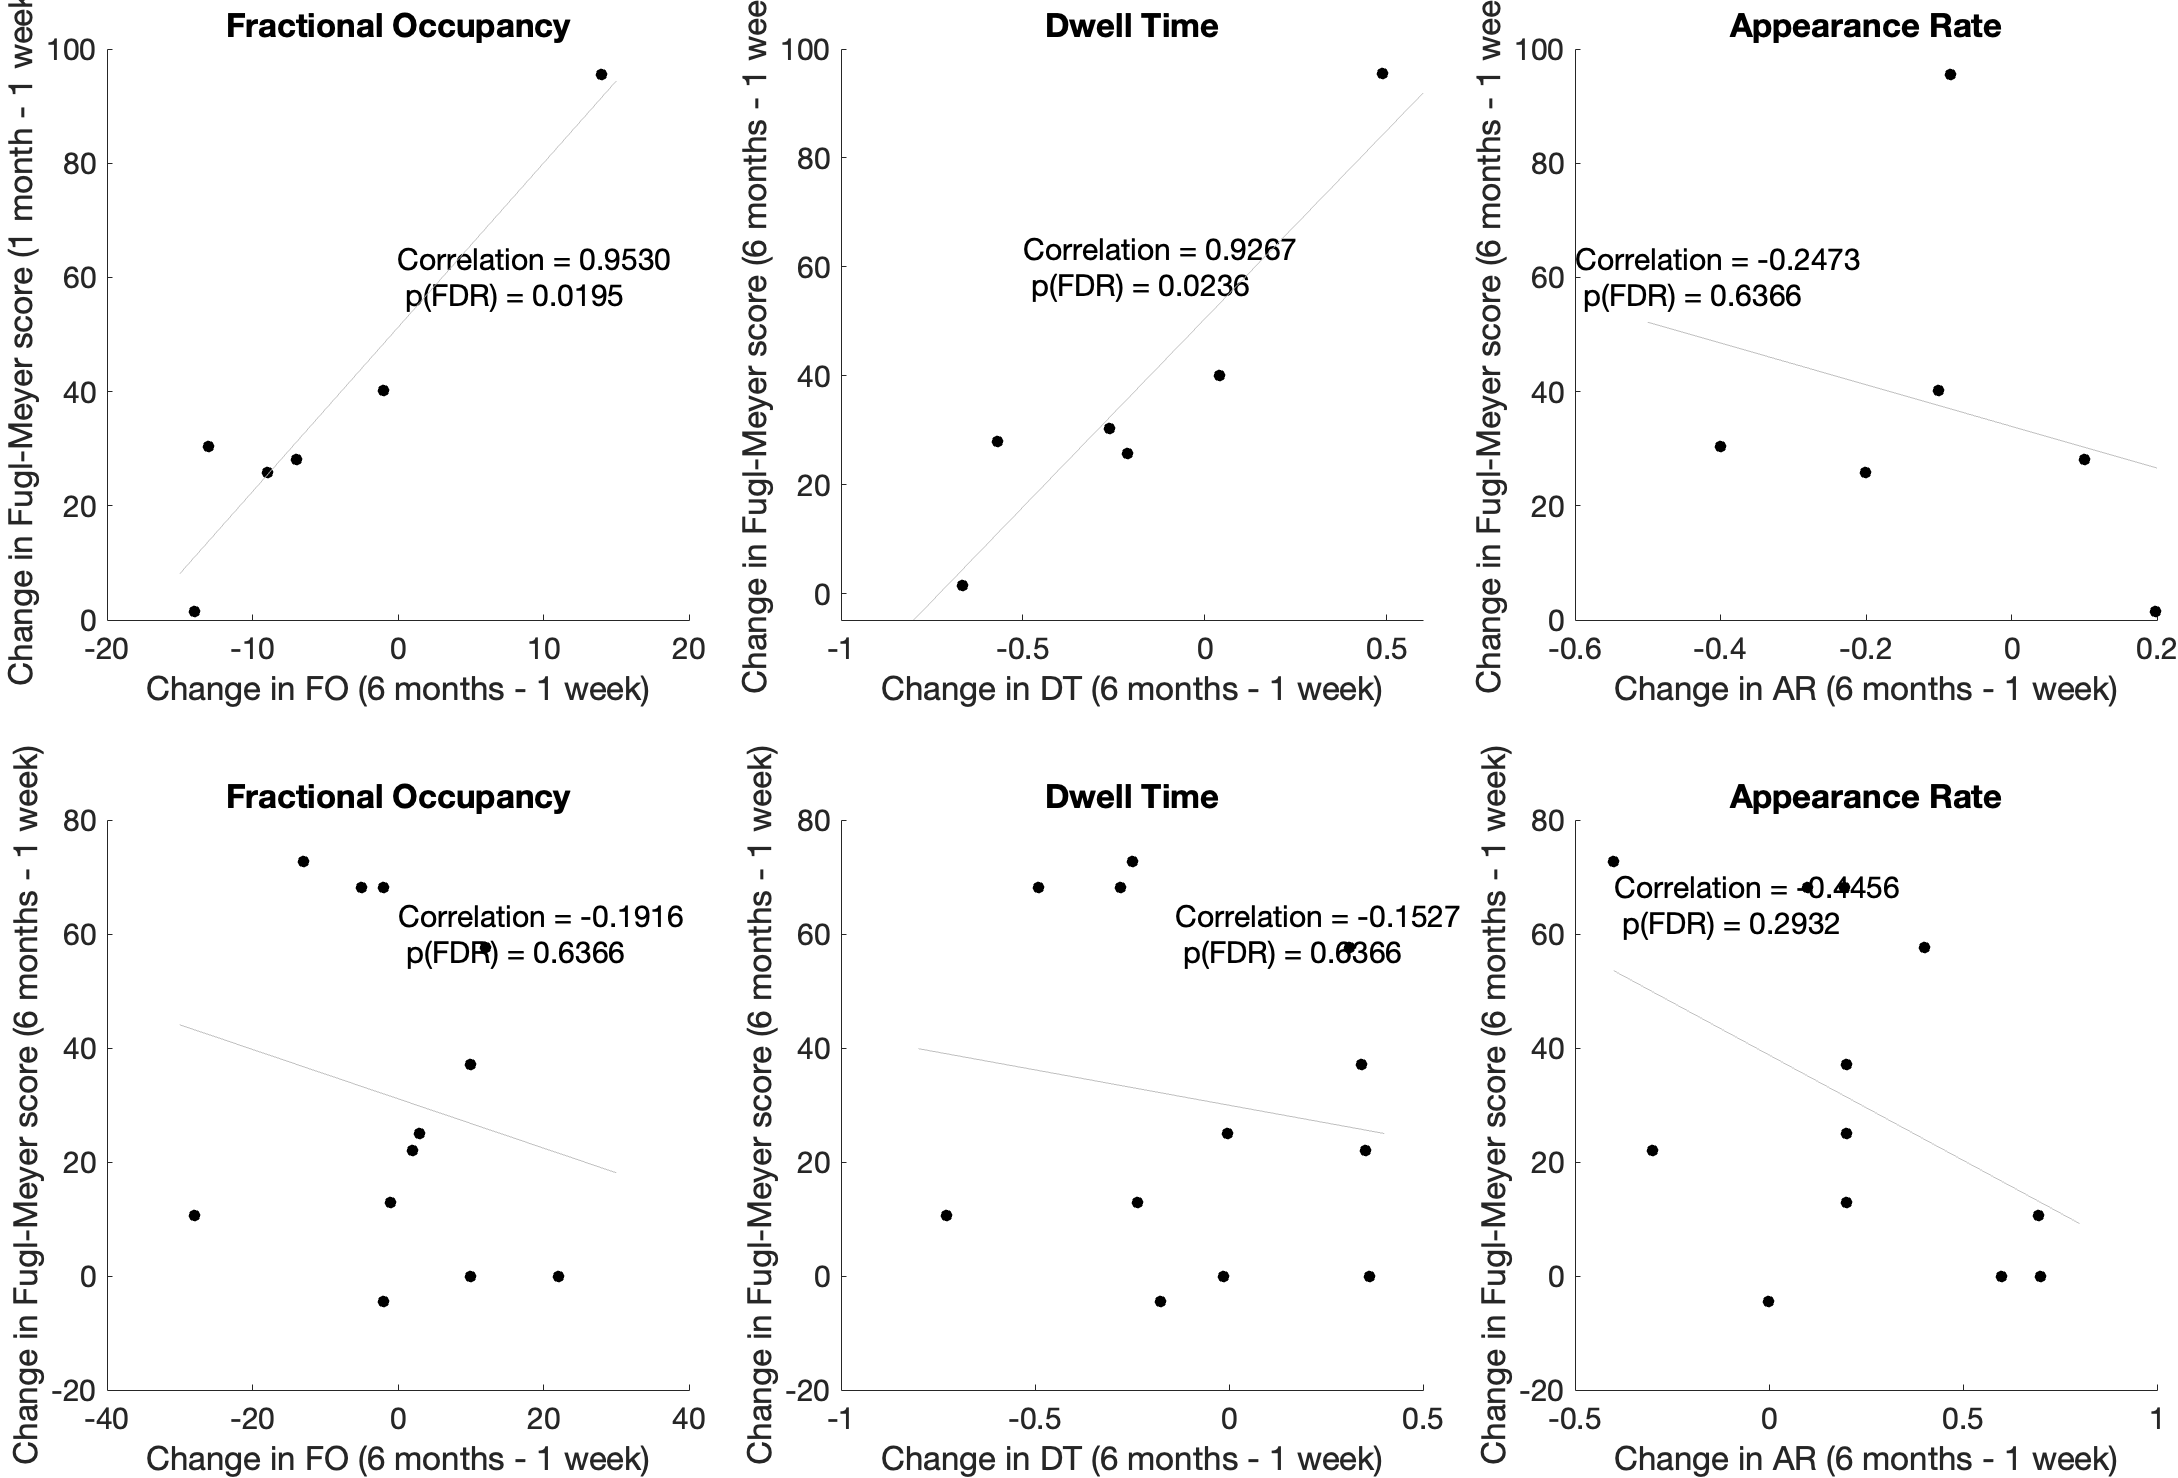 Fractional Occupancy
Change in Fugl-Meyer score (1 month - 1 week
100
80
60
40
20
0
Correlation = 0.9530
p(FDR) = 0.0195
-20 -10 0 10 20
Change in FO (6 months - 1 week)
Dwell Time
Change in Fugl-Meyer score (6 months - 1 wee
100
80
60
40
20
0
Correlation = 0.9267
p(FDR) = 0.0236
-1 -0.5 0 0.5
Change in DT (6 months - 1 week)
Appearance Rate
Change in Fugl-Meyer score (6 months - 1 wee
100
80
60
40
20
0
Correlation = -0.2473
p(FDR) = 0.6366
-0.6 -0.4 -0.2 0 0.2
Change in AR (6 months - 1 week)
Fractional Occupancy
Change in Fugl-Meyer score (6 months - 1 week)
80
60
40
20
0
-20
Correlation = -0.1916
p(FDR) = 0.6366
-40 -20 0 20 40
Change in FO (6 months - 1 week)
Dwell Time
Change in Fugl-Meyer score (6 months - 1 week)
80
60
40
20
0
-20
Correlation = -0.1527
p(FDR) = 0.6366
-1 -0.5 0 0.5
Change in DT (6 months - 1 week)
Appearance Rate
Change in Fugl-Meyer score (6 months - 1 week)
80
60
40
20
0
-20
Correlation = -0.4456
p(FDR) = 0.2932
-0.5 0 0.5 1
Change in AR (6 months - 1 week)